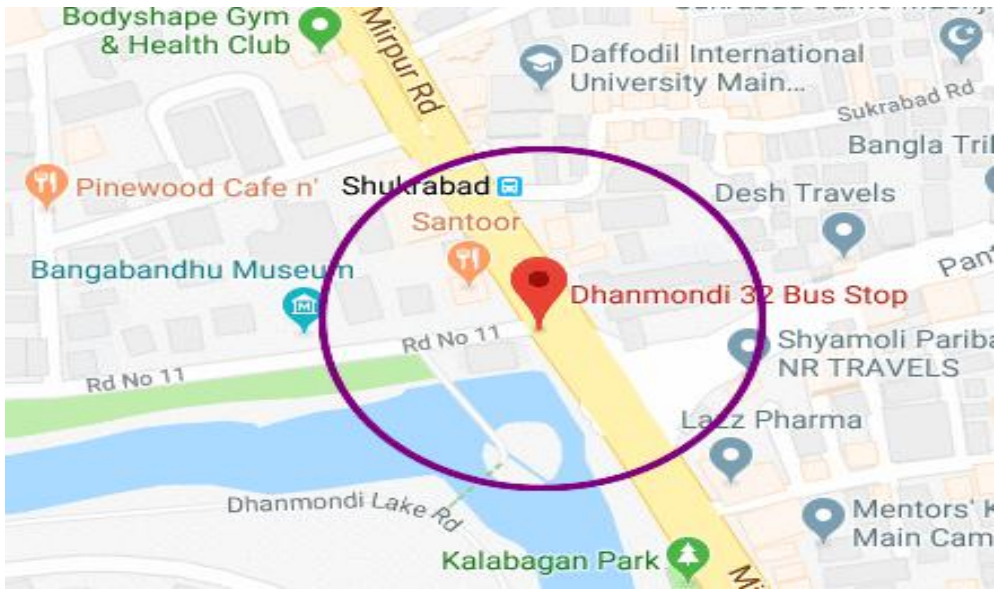 Bodyshape Gym
& Health Club
Mirpur Rd
Daffodil International
University Main...
Sukrabad Rd
Bangla Tri
Pinewood Cafe n'
Shukrabad
Desh Travels
Santoor
Bangabandhu Museum
Dhanmondi 32 Bus Stop
Rd No 11
Rd No 11
Shyamoli Pariba
NR TRAVELS
Lazz Pharma
Dhanmondi Lake Rd
Mentors' K
Main Cam
Kalabagan Park